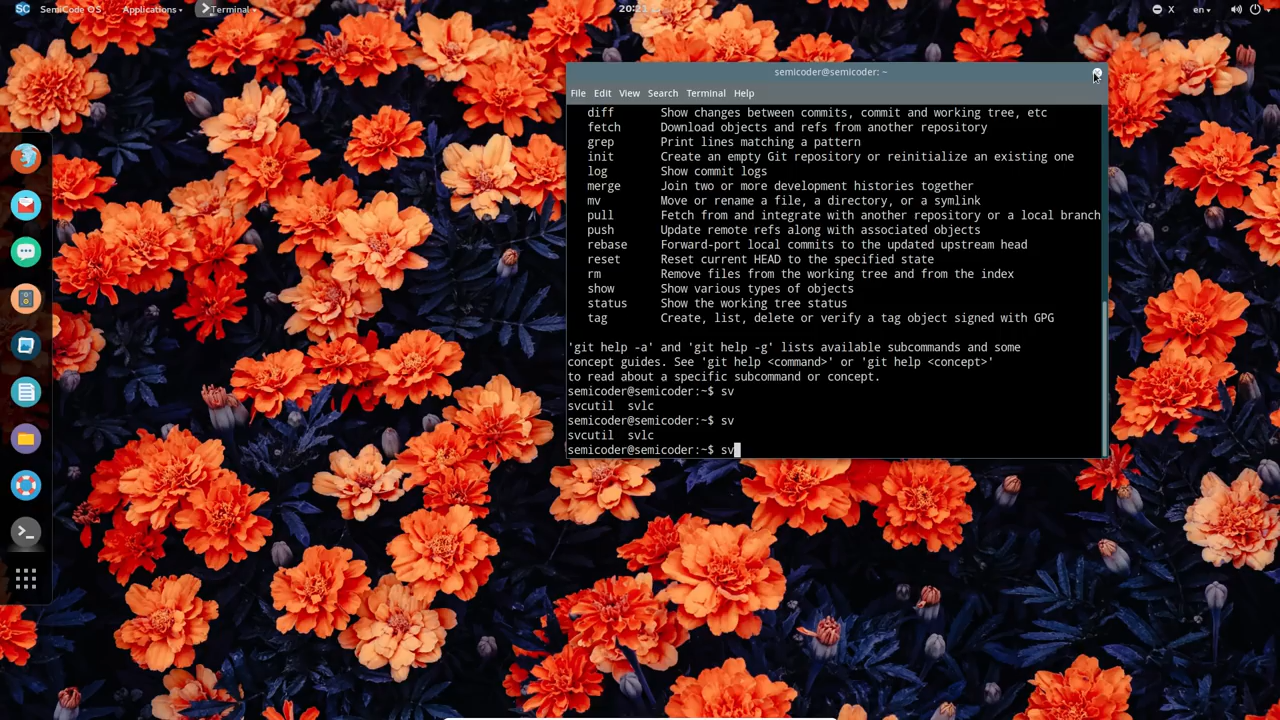 SemiCode OS Applications Terminal 20:21 X en
semicoder@semicoder: ~
File Edit View Search Terminal Help
diff Show changes between commits, commit and working tree, etc
fetch Download objects and refs from another repository
grep Print lines matching a pattern
init Create an empty Git repository or reinitialize an existing one
log Show commit logs
merge Join two or more development histories together
mv Move or rename a file, a directory, or a symlink
pull Fetch from and integrate with another repository or a local branch
push Update remote refs along with associated objects
rebase Forward-port local commits to the updated upstream head
reset Reset current HEAD to the specified state
rm Remove files from the working tree and from the index
show Show various types of objects
status Show the working tree status
tag Create, list, delete or verify a tag object signed with GPG
'git help -a' and 'git help -g' lists available subcommands and some
concept guides. See 'git help <command>' or 'git help <concept>'
to read about a specific subcommand or concept.
semicoder@semicoder:~$ sv
svcutil svlc
semicoder@semicoder:~$ sv
svcutil svlc
semicoder@semicoder:~$ sv